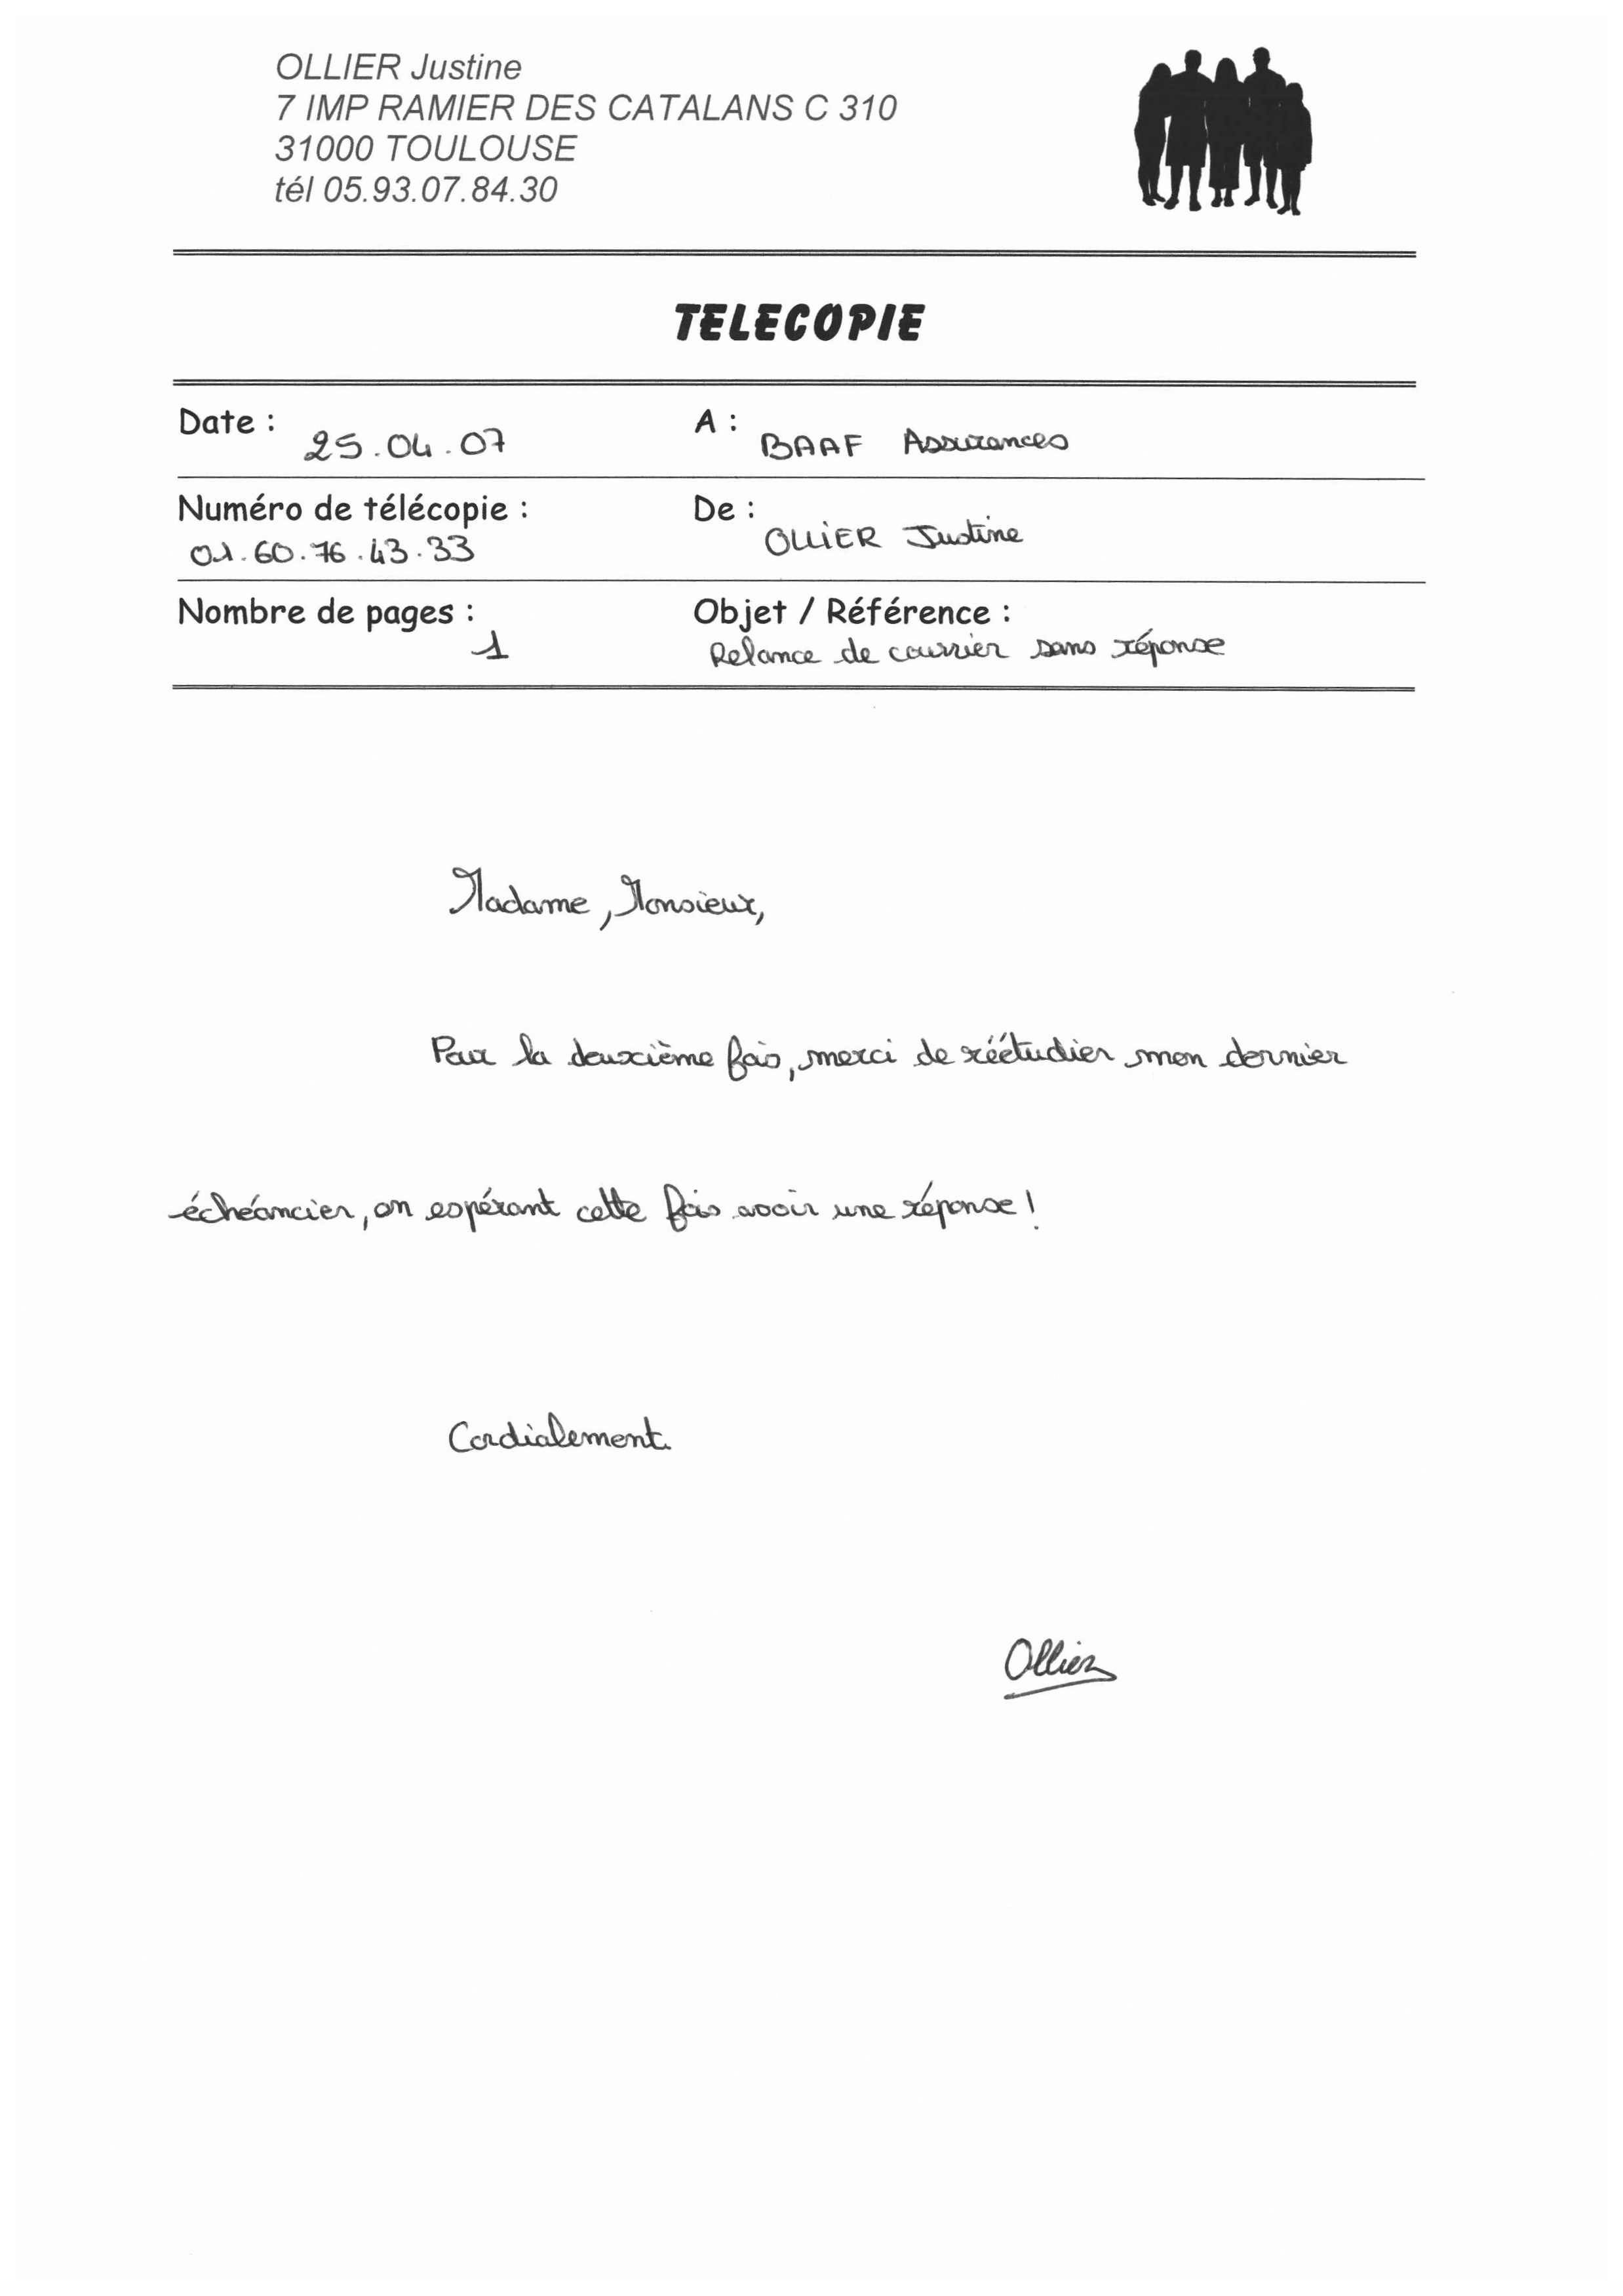 OLLIER Justine
7 IMP RAMIER DES CATALANS C 310
31000 TOULOUSE
tél 05.93.07.84.30
TELECOPIE
Date : 25.04.07 A : BAAF Assurances
Numéro de télécopie : De : OLLIER Justine
01.60.76.43.33
Nombre de pages : Objet / Référence :
1 Relance de courrier sans réponse
Madame, Monsieur,
Pour la deuxième fois, merci de réétudier mon dernier
échéancier, en espérant cette fois avoir une réponse !
Cordialement.
Ollier